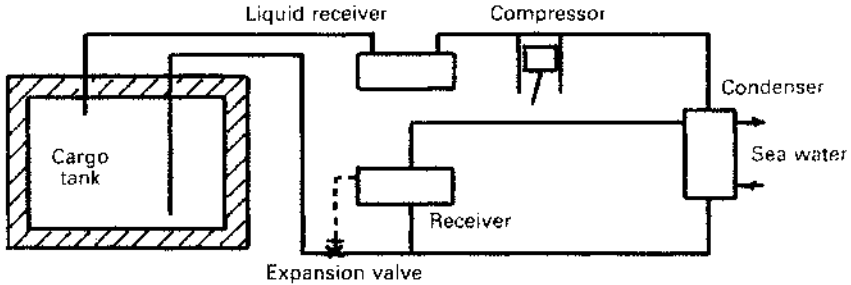 Liquid receiver
Compressor
Condenser
Cargo
tank
Sea water
Receiver
Expansion valve